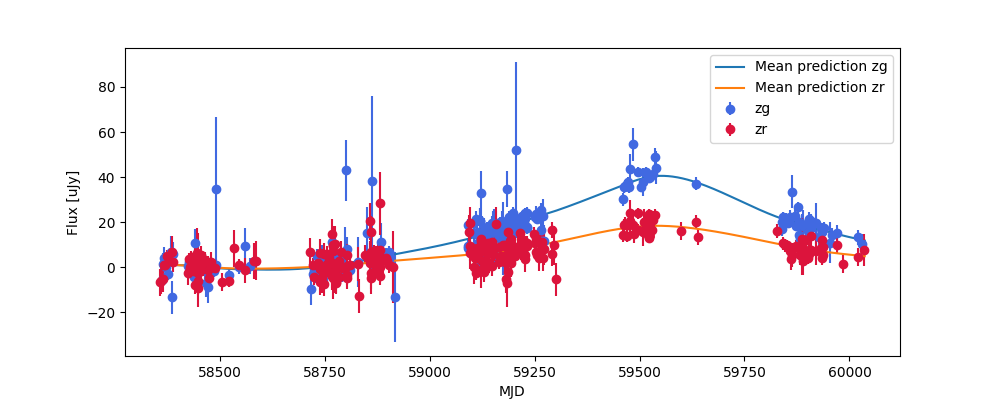 Mean prediction zg
Mean prediction zr
zg
zr
80
60
40
20
0
−20
Flux [uJy]
58500
58750
59000
59250
59500
59750
60000
MJD